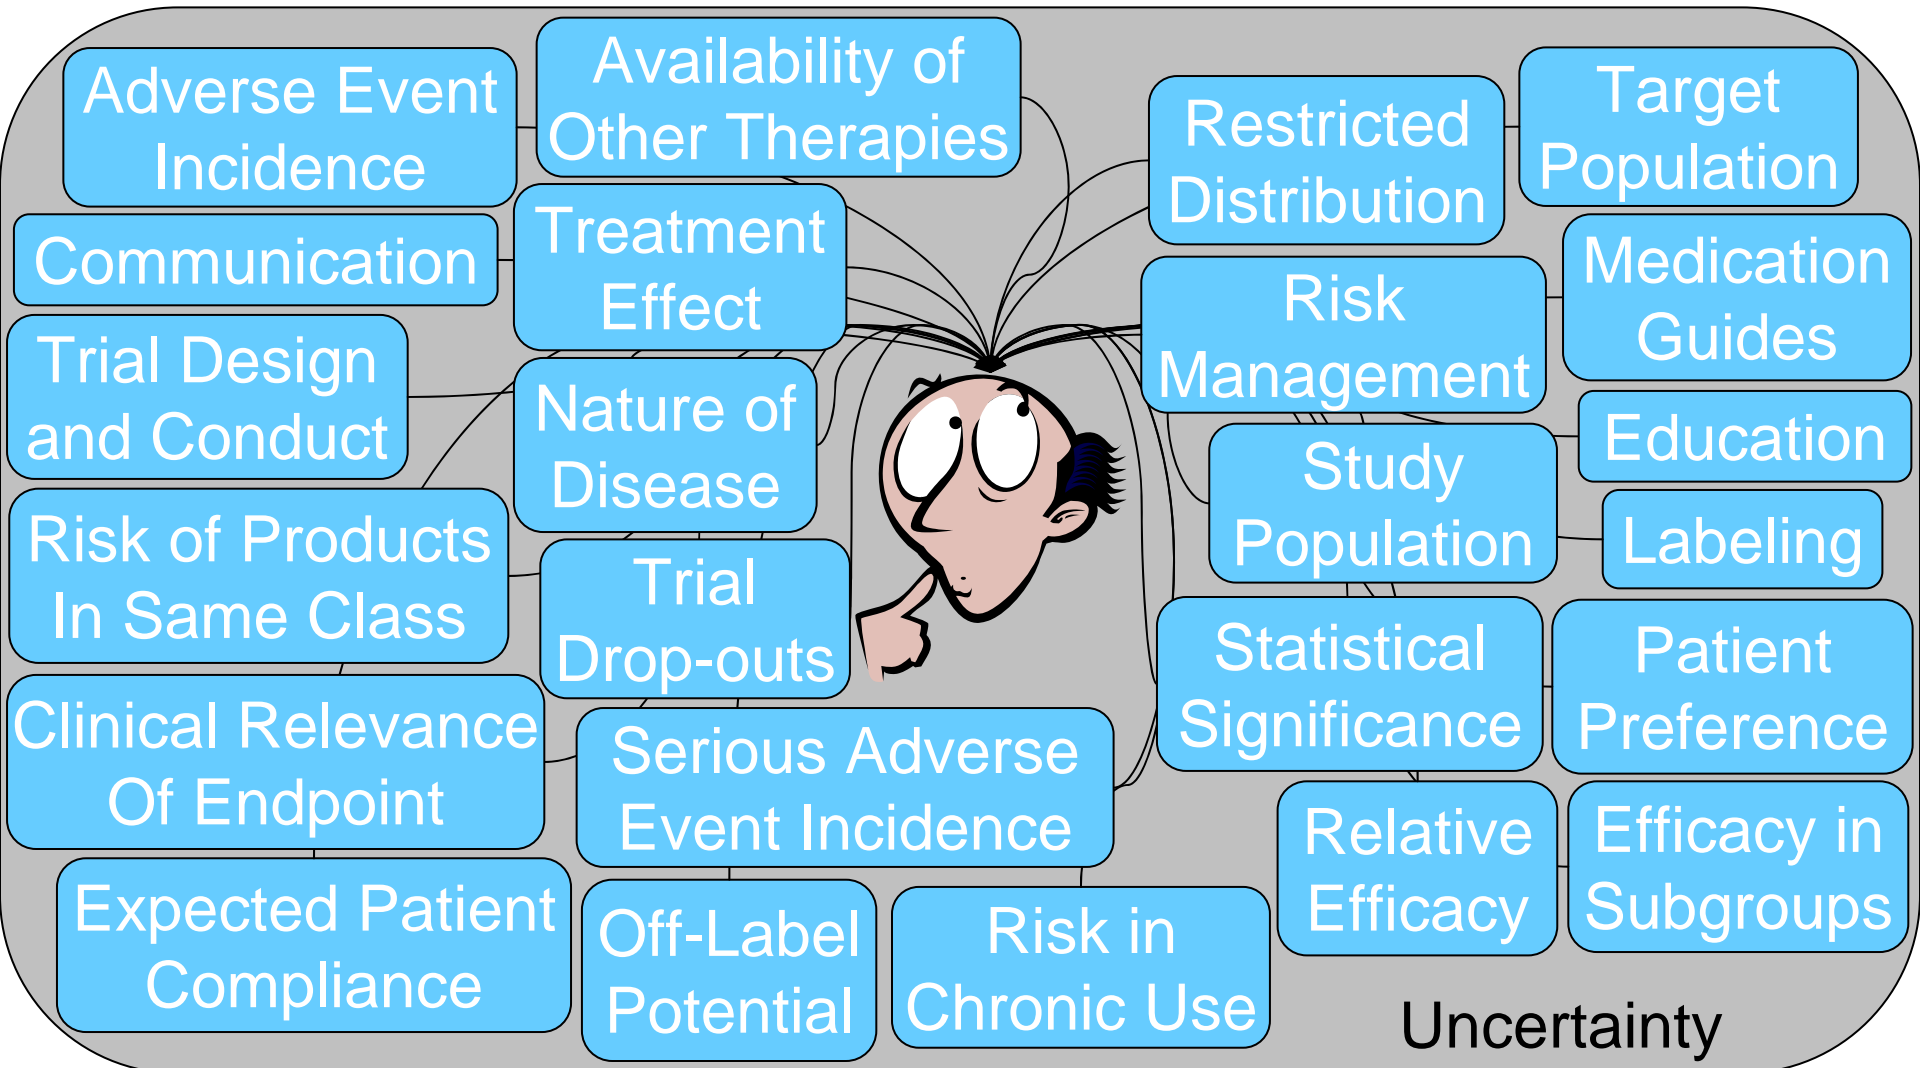 Adverse Event
Incidence
Availability of
Other Therapies
Restricted
Distribution
Target
Population
Communication
Treatment
Effect
Risk
Management
Medication
Guides
Trial Design
and Conduct
Nature of
Disease
Study
Population
Education
Labeling
Risk of Products
In Same Class
Trial
Drop-outs
Statistical
Significance
Patient
Preference
Clinical Relevance
Of Endpoint
Serious Adverse
Event Incidence
Relative
Efficacy
Efficacy in
Subgroups
Expected Patient
Compliance
Off-Label
Potential
Risk in
Chronic Use
Uncertainty